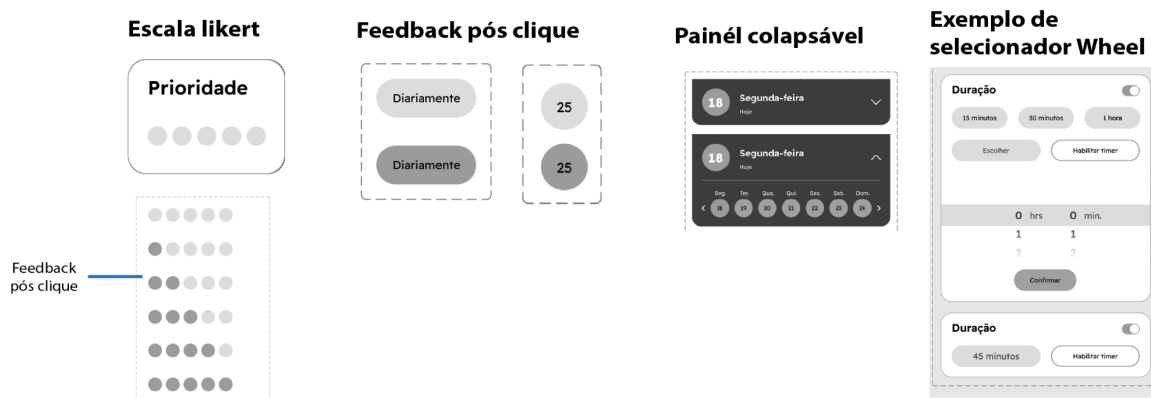 Escala likert
Prioridade
Feedback
pós clique
Feedback pós clique
Diariamente
25
Diariamente
25
Painél colapsável
18
Segunda-feira
Hoje
18
Segunda-feira
Hoje
Seg. Ter. Qua, Qui. Ses. Sab. Dom.
18 19 20 21 22 23 24
Exemplo de
selecionador Wheel
Duração
15 minutos 30 minutos 1 hora
Escolher Habilitar timer
0 hrs 0 min.
1 1
2 2
Confirmar
Duração
45 minutos Habilitar timer